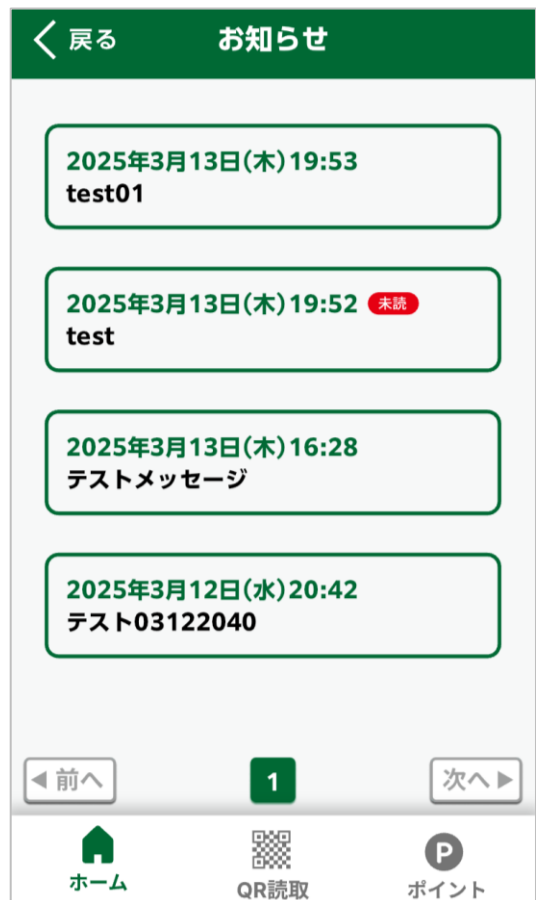 戻る お知らせ
2025年3月13日(木)19:53
test01
2025年3月13日(木)19:52 未読
test
2025年3月13日(木)16:28
テストメッセージ
2025年3月12日(水)20:42
テスト03122040
前へ 1 次へ
ホーム QR読取 P ポイント